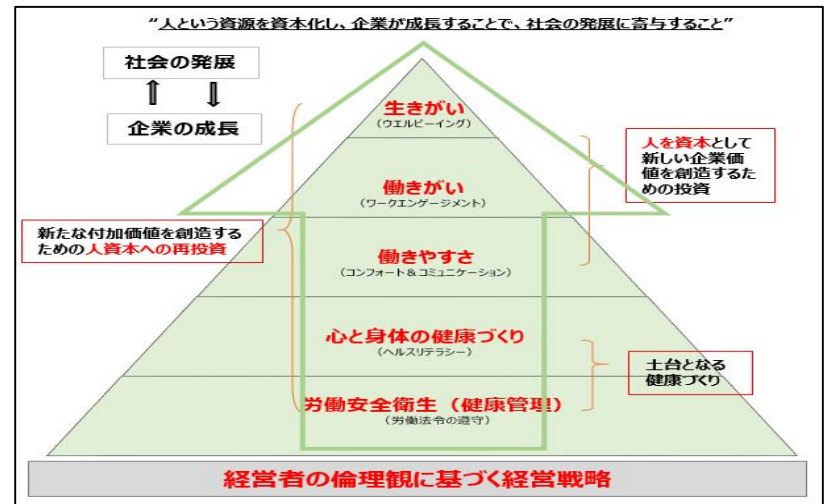 “人という資源を資本化し、企業が成長することで、社会の発展に寄与すること”
社会の発展
企業の成長
生きがい
(ウエルビーイング)
人を資本として
新しい企業価
値を創造するた
めの投資
働きがい
(ワークエンゲージメント)
新たな付加価値を創造する
ための人資本への再投資
働きやすさ
(コンフォート&コミュニケーション)
心と身体の健康づくり
(ヘルスリテラシー)
土台となる
健康づくり
労働安全衛生(健康管理)
(労働法令の遵守)
経営者の倫理観に基づく経営戦略